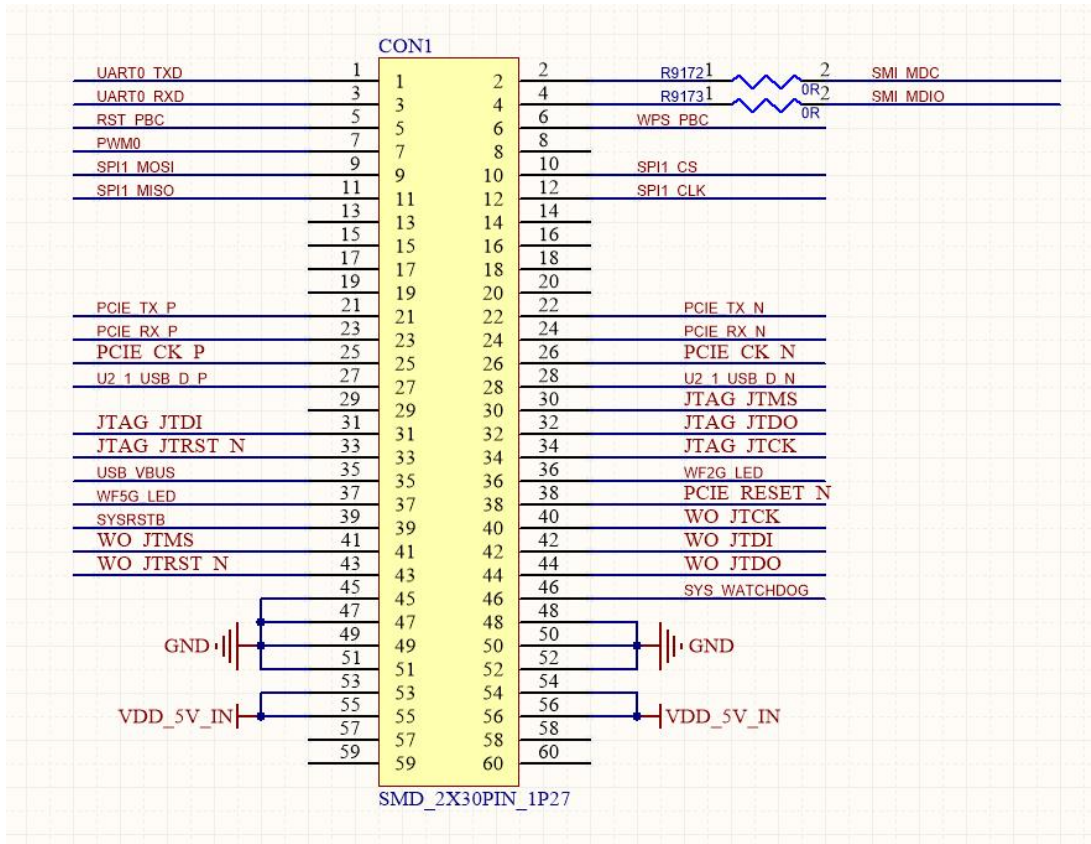 CON1
UART0_TXD 1 1 2 2 R9172 1 0R 2 SMI_MDC
UART0_RXD 3 3 4 4 R9173 1 0R 2 SMI_MDIO
RST_PBC 5 5 6 6 WPS_PBC
PWM0 7 7 8 8
SPI1_MOSI 9 9 10 10 SPI1_CS
SPI1_MISO 11 11 12 12 SPI1_CLK
13 13 14 14
15 15 16 16
17 17 18 18
19 19 20 20
PCIE_TX_P 21 21 22 22 PCIE_TX_N
PCIE_RX_P 23 23 24 24 PCIE_RX_N
PCIE_CK_P 25 25 26 26 PCIE_CK_N
U2_1_USB_D_P 27 27 28 28 U2_1_USB_D_N
29 29 30 30 JTAG_JTMS
JTAG_JTDI 31 31 32 32 JTAG_JTDO
JTAG_JTRST_N 33 33 34 34 JTAG_JTCK
USB_VBUS 35 35 36 36 WF2G_LED
WF5G_LED 37 37 38 38 PCIE_RESET_N
SYSRSTB 39 39 40 40 WO_JTCK
WO_JTMS 41 41 42 42 WO_JTDI
WO_JTRST_N 43 43 44 44 WO_JTDO
45 45 46 46 SYS_WATCHDOG
47 47 48 48
GND 49 49 50 50 GND
51 51 52 52
53 53 54 54
VDD_5V_IN 55 55 56 56 VDD_5V_IN
57 57 58 58
59 59 60 60
SMD_2X30PIN_1P27